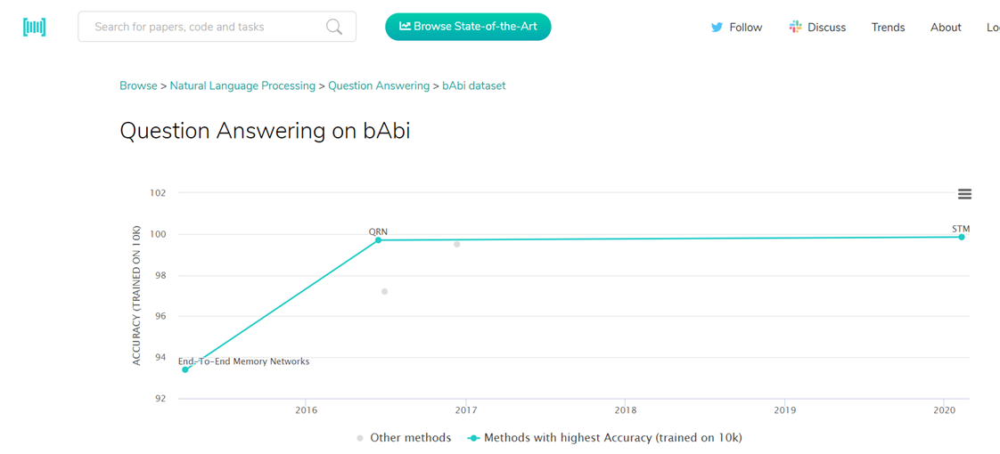 Search for papers, code and tasks
Browse State-of-the-Art
Follow
Discuss
Trends
About
Browse > Natural Language Processing > Question Answering > bAbi dataset
Question Answering on bAbi
ACCURACY (TRAINED ON 10K)
102
100
98
96
94
92
QRN
STM
End-To-End Memory Networks
2016
2017
2018
2019
2020
Other methods
Methods with highest Accuracy (trained on 10k)